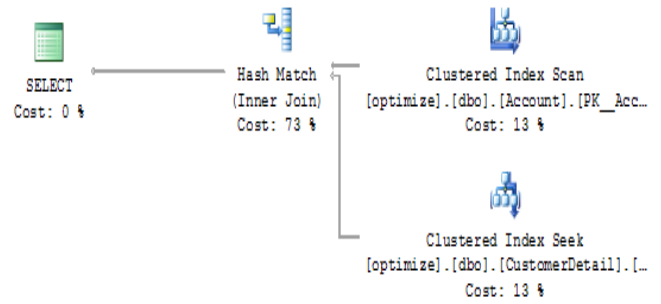 SELECT
Cost: 0 %
Hash Match
(Inner Join)
Cost: 73 %
Clustered Index Scan
[optimize].[dbo].[Account].[PK__Acc…
Cost: 13 %
Clustered Index Seek
[optimize].[dbo].[CustomerDetail].[…
Cost: 13 %